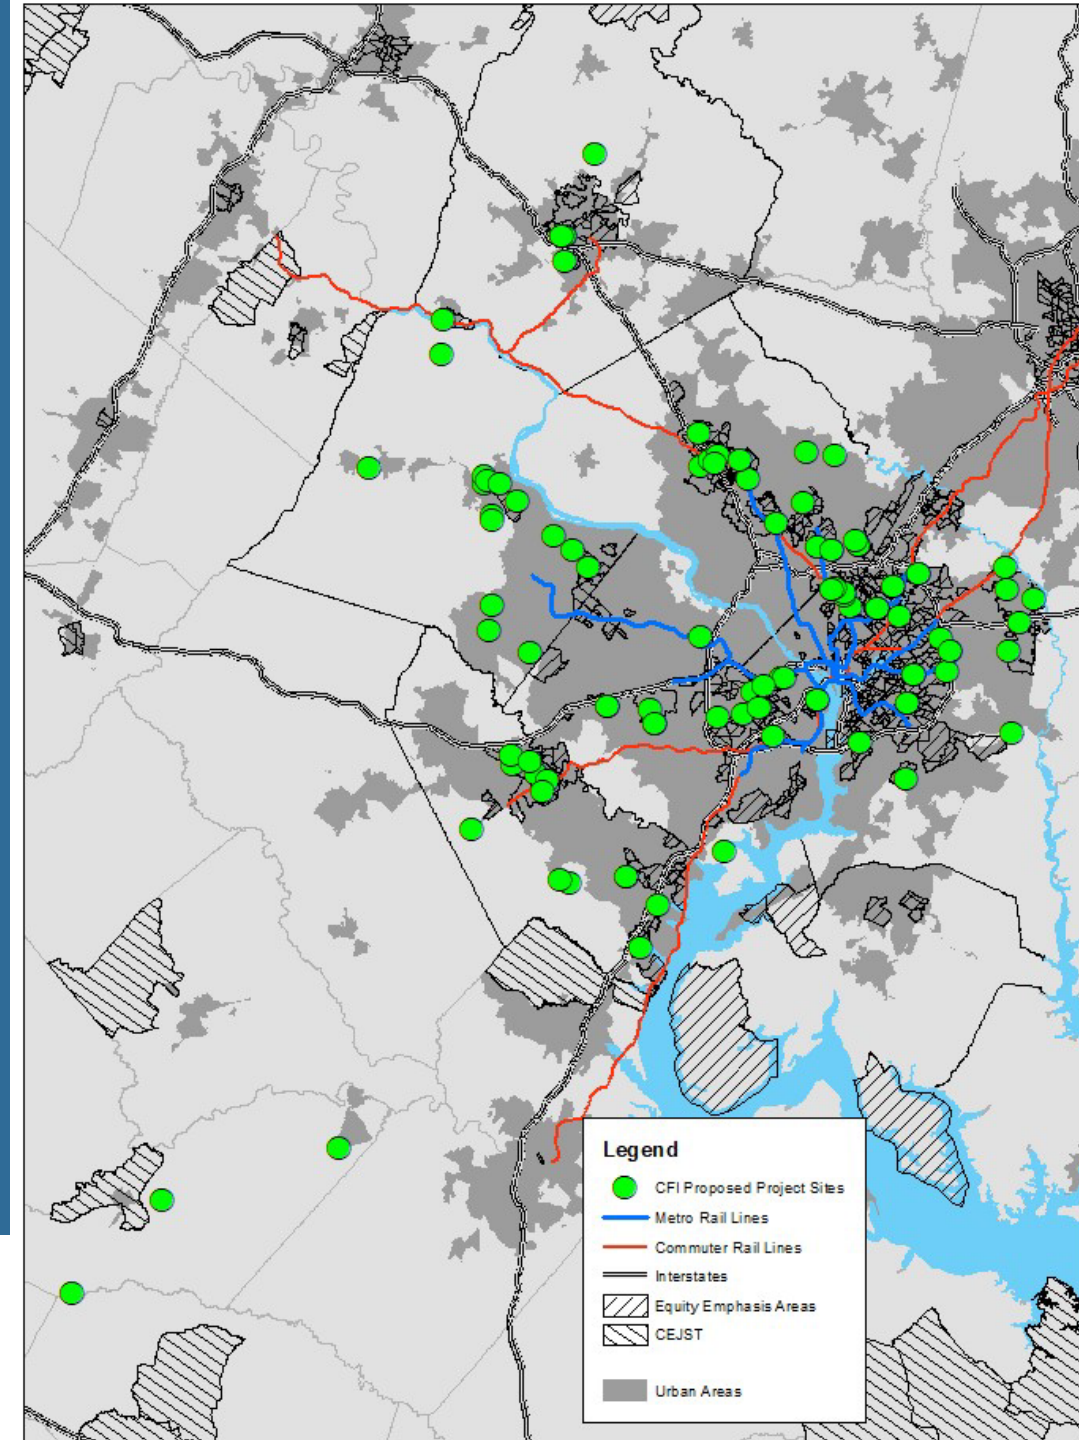 Legend
CFI Proposed Project Sites
Metro Rail Lines
Commuter Rail Lines
Interstates
Equity Emphasis Areas
CEJST
Urban Areas